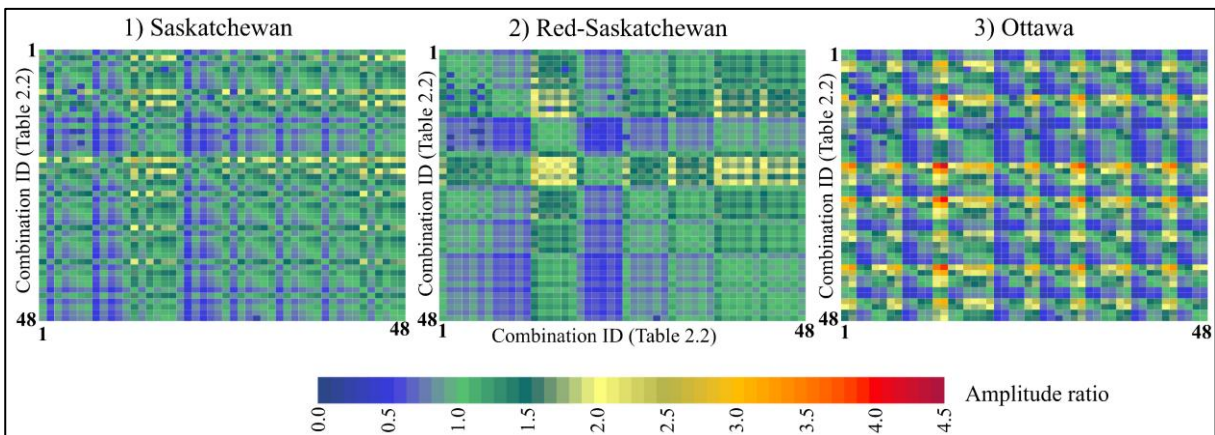 1) Saskatchewan
2) Red-Saskatchewan
3) Ottawa
1
Combination ID (Table 2.2)
48
1
48
1
Combination ID (Table 2.2)
48
1
Combination ID (Table 2.2)
48
1
Combination ID (Table 2.2)
48
1
48
0.0 0.5 1.0 1.5 2.0 2.5 3.0 3.5 4.0 4.5
Amplitude ratio